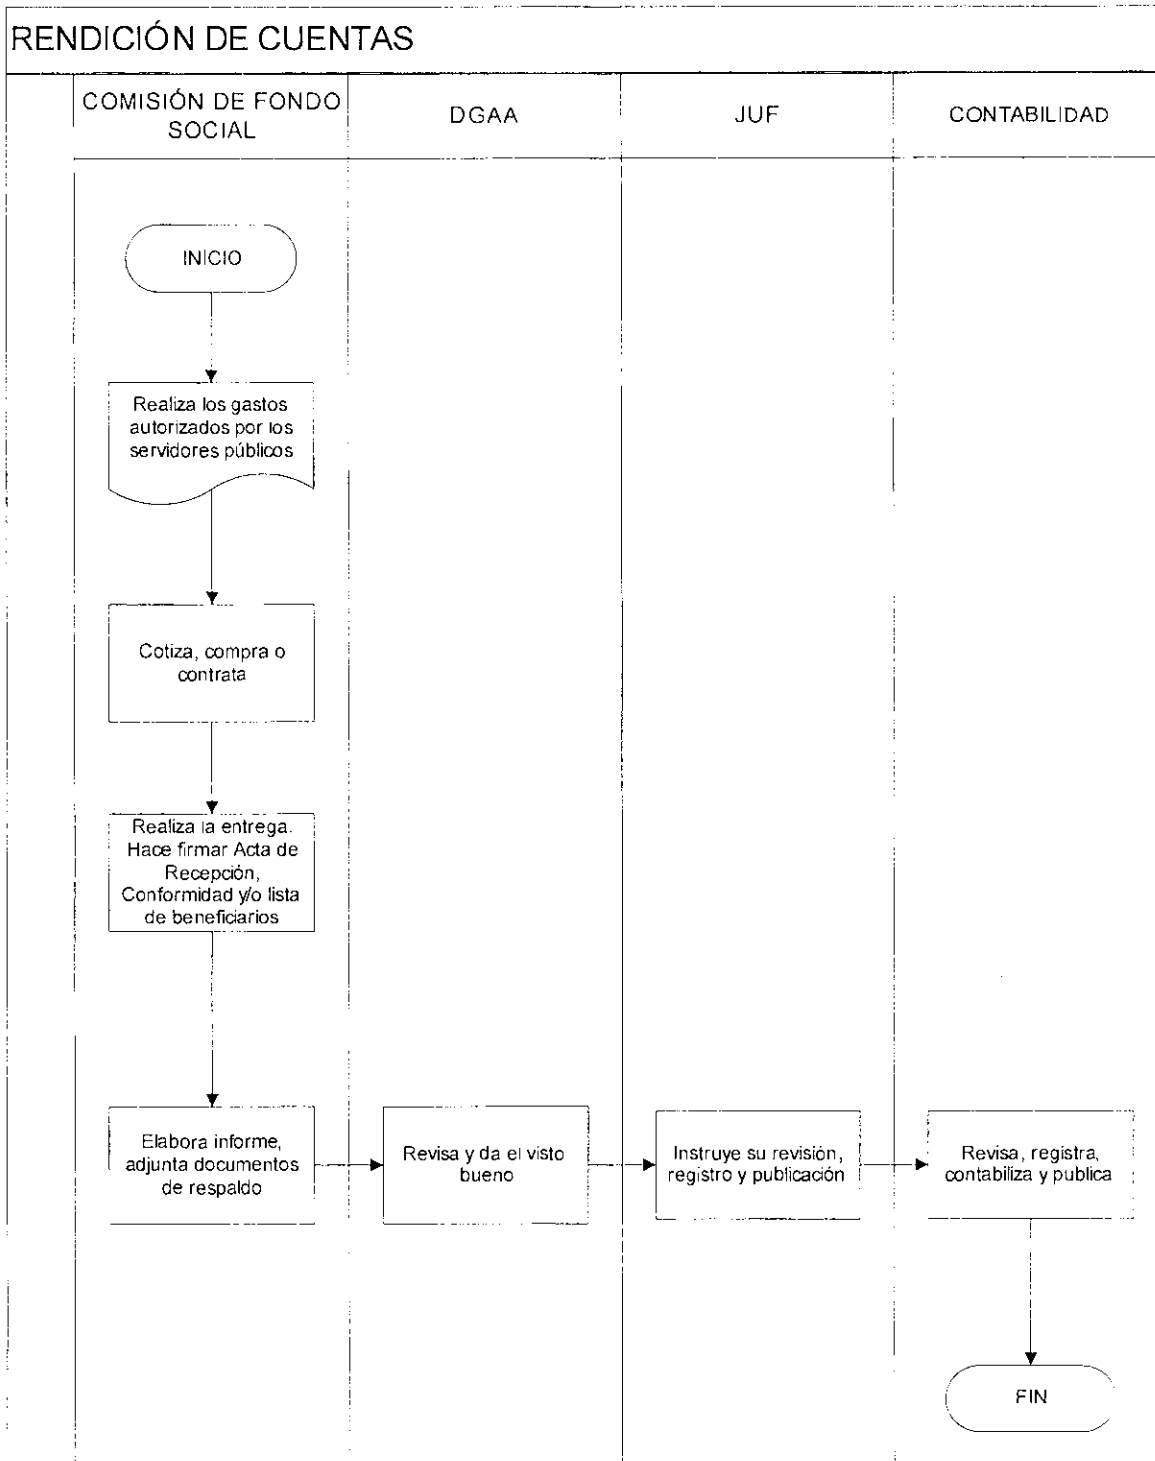 RENDICIÓN DE CUENTAS
COMISIÓN DE FONDO
SOCIAL
DGAA
JUF
CONTABILIDAD
INICIO
Realiza los gastos
autorizados por los
servidores públicos
Cotiza, compra o
contrata
Realiza la entrega.
Hace firmar Acta de
Recepción,
Conformidad y/o lista
de beneficiarios
Elabora informe,
adjunta documentos
de respaldo
Revisa y da el visto
bueno
Instruye su revisión,
registro y publicación
Revisa, registra,
contabiliza y publica
FIN